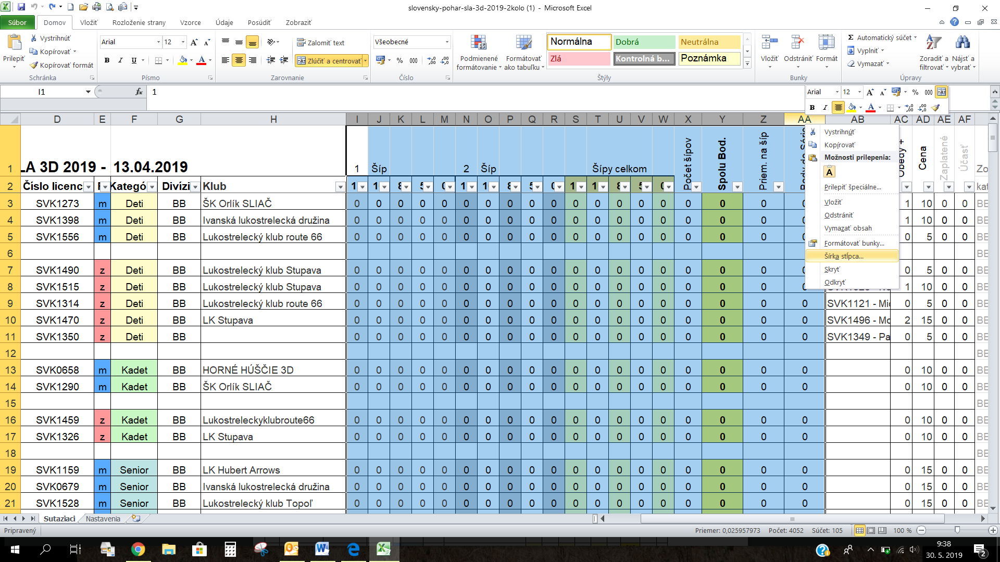 slovensky-pohar-sla-3d-2019-2kolo (1) - Microsoft Excel
Súbor Domov Vložiť Rozloženie strany Vzorce Údaje Posúdiť Zobraziť
Prilepiť Vystrihnúť Kopírovať Kopírovať formát Schránka
Arial 12 B I U Písmo
Zalomiť text Zlúčiť a centrovať Zarovnanie
Všeobecné % 000 Číslo
Podmienené formátovanie Formátovať ako tabuľku
Normálna Dobrá Neutrálna
Zlá Kontrolná b... Poznámka
Štýly
Vložiť Odstrániť Formát Bunky
Automatický súčet Vyplniť Vymazať Zoradiť a filtrovať Nájsť a vybrať Úpravy
I1 fx 1
Arial 12 % 000
B I A
D E F G H I J K L M N O P Q R S T U V W X Y Z AA AB AC AD AE AF
1 LA 3D 2019 - 13.04.2019 1 Šíp 2 Šíp Šípy celkom Počet šípov Spolu Bod. Priem. na šíp Cena Zaplatené Účasť Zo
2 Číslo licenc Kategó Divízi Klub kat
3 SVK1273 m Deti BB ŠK Orlík SLIAČ 0 0 0 0 0 0 0 0 0 0 0 0 0 0 0 0 0 0 0 1 10 0 0 BE
4 SVK1398 m Deti BB Ivanská lukostrelecká družina 0 0 0 0 0 0 0 0 0 0 0 0 0 0 0 0 0 0 0 1 10 0 0 BE
5 SVK1556 m Deti BB Lukostrelecký klub route 66 0 0 0 0 0 0 0 0 0 0 0 0 0 0 0 0 0 0 0 0 5 0 0 BE
6 BE
7 SVK1490 z Deti BB Lukostrelecký klub Stupava 0 0 0 0 0 0 0 0 0 0 0 0 0 0 0 0 0 0 0 0 5 0 0 BE
8 SVK1515 z Deti BB Lukostrelecký klub Stupava 0 0 0 0 0 0 0 0 0 0 0 0 0 0 0 0 0 0 0 1 10 0 0 BE
9 SVK1314 z Deti BB Lukostrelecký klub route 66 0 0 0 0 0 0 0 0 0 0 0 0 0 0 0 0 0 0 0 SVK1121 - Mic 0 5 0 0 BE
10 SVK1470 z Deti BB LK Stupava 0 0 0 0 0 0 0 0 0 0 0 0 0 0 0 0 0 0 0 SVK1496 - Mo 2 15 0 0 BE
11 SVK1350 z Deti BB 0 0 0 0 0 0 0 0 0 0 0 0 0 0 0 0 0 0 0 SVK1349 - Pa 0 5 0 0 BE
12 BE
13 SVK0658 m Kadet BB HORNÉ HÚŠČIE 3D 0 0 0 0 0 0 0 0 0 0 0 0 0 0 0 0 0 0 0 0 10 0 0 BE
14 SVK1290 m Kadet BB ŠK Orlík SLIAČ 0 0 0 0 0 0 0 0 0 0 0 0 0 0 0 0 0 0 0 0 10 0 0 BE
15 BE
16 SVK1459 z Kadet BB Lukostreleckyklubroute66 0 0 0 0 0 0 0 0 0 0 0 0 0 0 0 0 0 0 0 0 10 0 0 BE
17 SVK1326 z Kadet BB LK Stupava 0 0 0 0 0 0 0 0 0 0 0 0 0 0 0 0 0 0 0 0 10 0 0 BE
18 BE
19 SVK1159 m Senior BB LK Hubert Arrows 0 0 0 0 0 0 0 0 0 0 0 0 0 0 0 0 0 0 0 0 15 0 0 BE
20 SVK0679 m Senior BB Ivanská lukostrelecká družina 0 0 0 0 0 0 0 0 0 0 0 0 0 0 0 0 0 0 0 0 15 0 0 BE
21 SVK1528 m Senior BB Lukostrelecký klub Topoľ 0 0 0 0 0 0 0 0 0 0 0 0 0 0 0 0 0 0 0 0 15 0 0 BE
Vystrihnúť
Kopírovať
Možnosti prilepenia:
A
Prilepiť špeciálne...
Vložiť
Odstrániť
Vymazať obsah
Formátovať bunky...
Šírka stĺpca...
Skryť
Odkryť
Sutaziaci Nastavenia
Pripravený Priemer: 0,025957973 Počet: 4052 Súčet: 105 100 %
9:38
30. 5. 2019
2